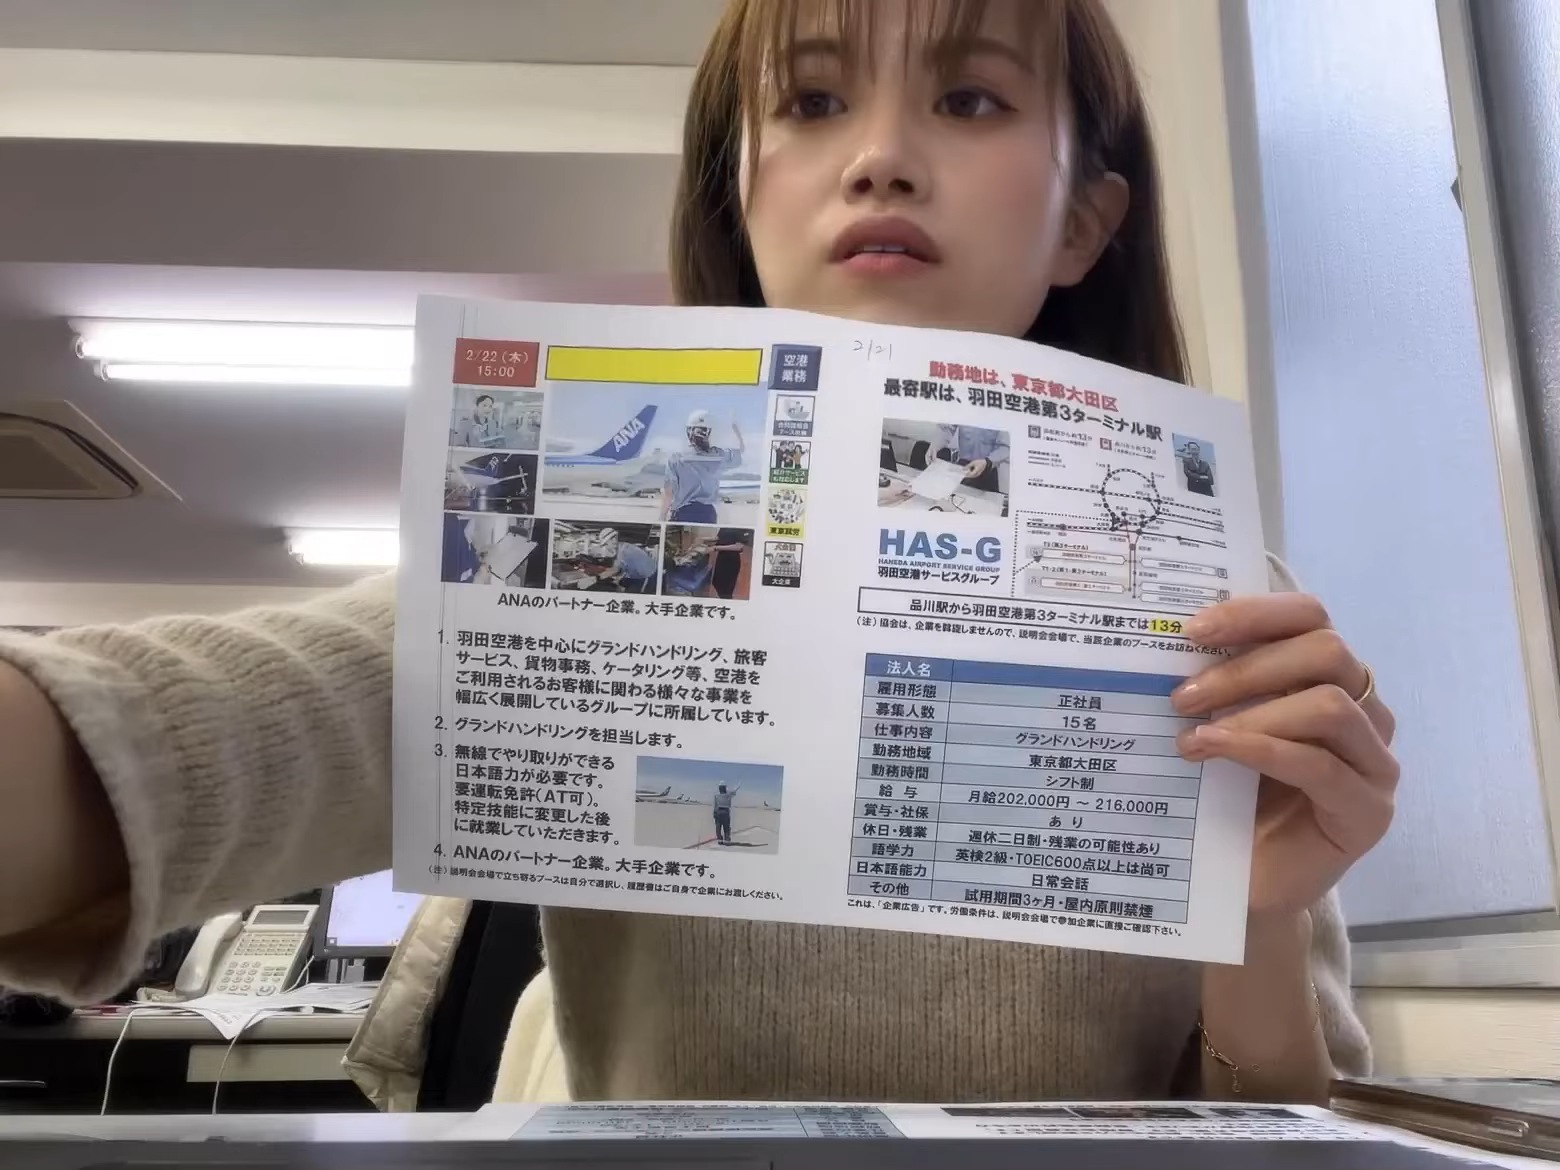 2/22(木)
15:00
空港
業務
ANA
東京就労
大企業
ANAのパートナー企業。大手企業です。
1. 羽田空港を中心にグランドハンドリング、旅客
サービス、貨物事務、ケータリング等、空港を
ご利用されるお客様に関わる様々な事業を
幅広く展開しているグループに所属しています。
2. グランドハンドリングを担当します。
3. 無線でやり取りができる
日本語力が必要です。
要運転免許(AT可)。
特定技能に変更した後
に就業していただきます。
4. ANAのパートナー企業。大手企業です。
(注)説明会会場で立ち寄るブースは自分で選択し、履歴書はご自身で企業にお渡しください。
2/21
勤務地は、東京都大田区
最寄駅は、羽田空港第3ターミナル駅
HAS-G
HANEDA AIRPORT SERVICE GROUP
羽田空港サービスグループ
品川駅から羽田空港第3ターミナル駅までは13分
(注)協会は、企業を斡旋しませんので、説明会会場で、当該企業のブースをお訪ねください。
法人名
雇用形態 正社員
募集人数 15名
仕事内容 グランドハンドリング
勤務地域 東京都大田区
勤務時間 シフト制
給 与 月給202,000円 ～ 216,000円
賞与・社保 あ り
休日・残業 週休二日制・残業の可能性あり
語学力 英検2級・TOEIC600点以上は尚可
日本語能力 日常会話
その他 試用期間3ヶ月・屋内原則禁煙
これは、「企業広告」です。労働条件は、説明会会場で参加企業に直接ご確認下さい。